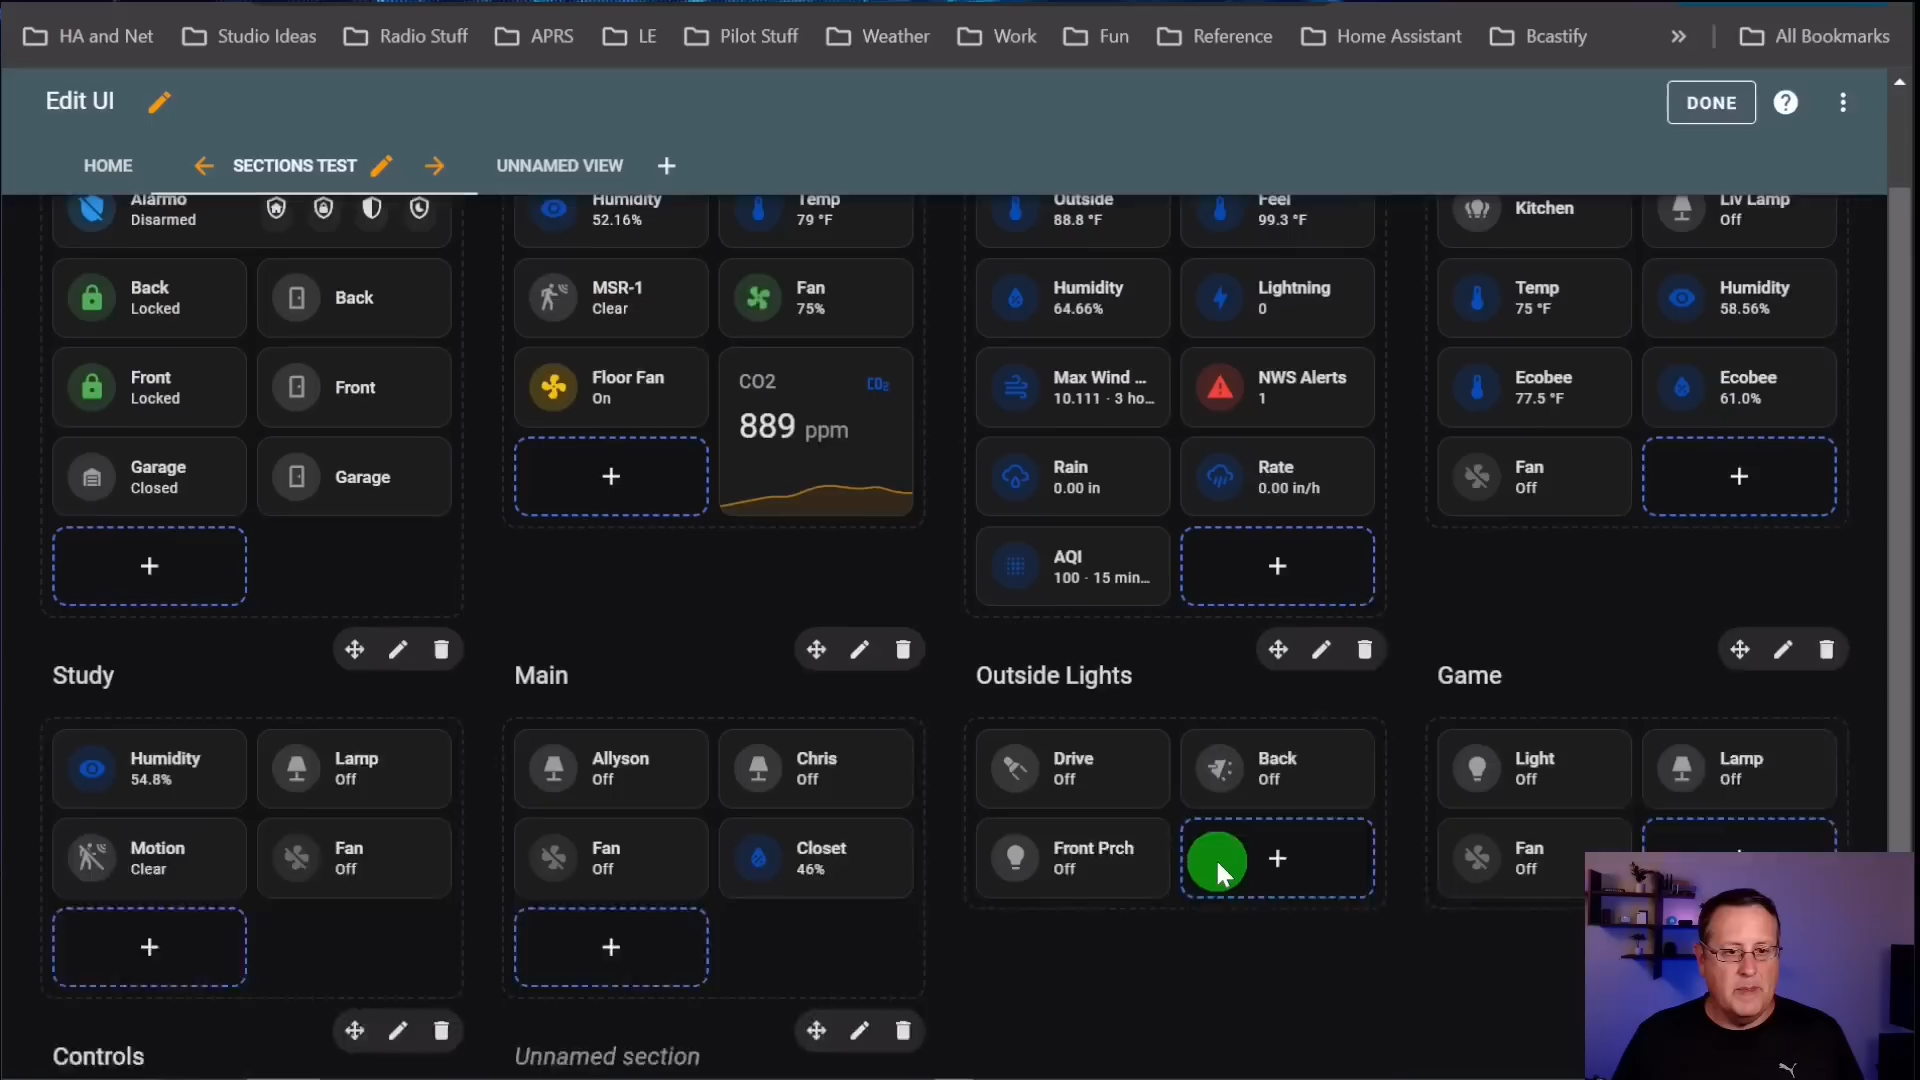 HA and Net
Studio Ideas
Radio Stuff
APRS
LE
Pilot Stuff
Weather
Work
Fun
Reference
Home Assistant
Bcastify
»
All Bookmarks
Edit UI
DONE
?
HOME
SECTIONS TEST
UNNAMED VIEW
+
Alarmo
Disarmed
Humidity
52.16%
Temp
79 °F
Outside
88.8 °F
Feel
99.3 °F
Kitchen
Liv Lamp
Off
Back
Locked
Back
MSR-1
Clear
Fan
75%
Humidity
64.66%
Lightning
0
Temp
75 °F
Humidity
58.56%
Front
Locked
Front
Floor Fan
On
CO2
CO₂
889 ppm
Max Wind ...
10.111 · 3 ho...
NWS Alerts
1
Ecobee
77.5 °F
Ecobee
61.0%
Garage
Closed
Garage
+
Rain
0.00 in
Rate
0.00 in/h
Fan
Off
+
+
AQI
100 · 15 min...
+
Study
Main
Outside Lights
Game
Humidity
54.8%
Lamp
Off
Allyson
Off
Chris
Off
Drive
Off
Back
Off
Light
Off
Lamp
Off
Motion
Clear
Fan
Off
Fan
Off
Closet
46%
Front Prch
Off
+
Fan
Off
+
+
Controls
Unnamed section